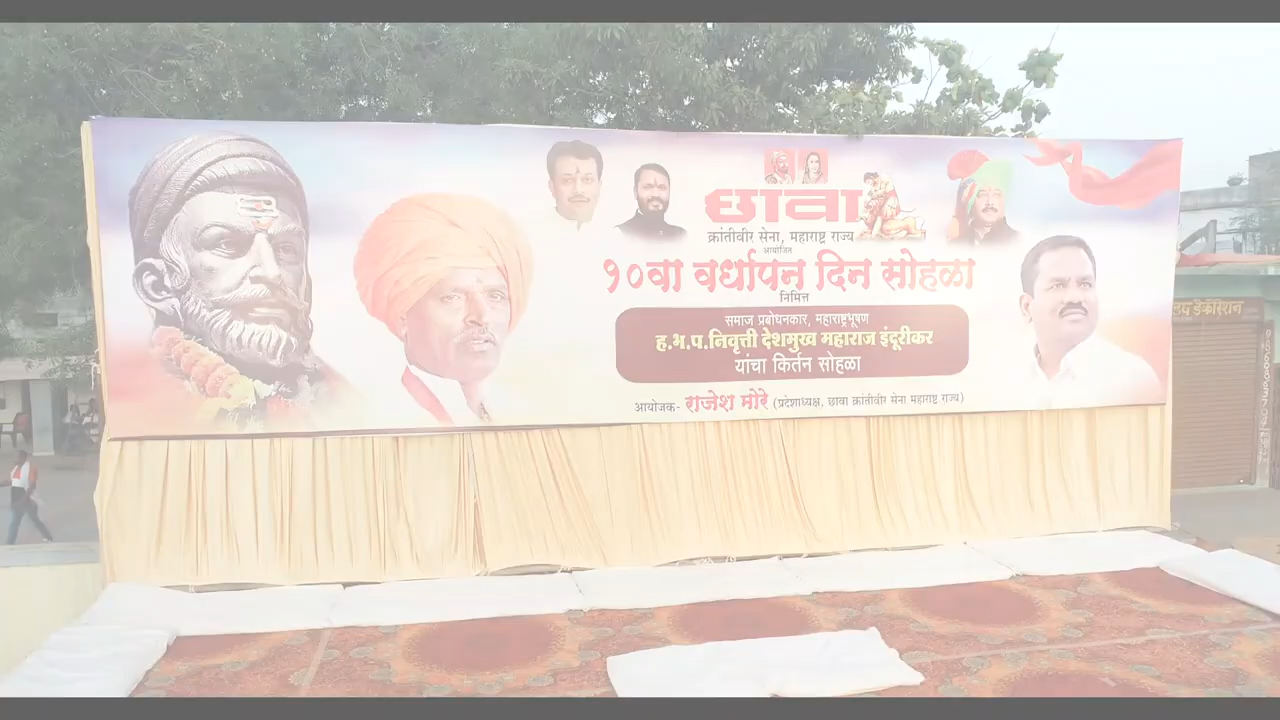 छावा
क्रांतीवीर सेना, महाराष्ट्र राज्य
आयोजित
१०वा वर्धापन दिन सोहळा
निमित्त
समाज प्रबोधनकार, महाराष्ट्रभूषण
ह.भ.प.निवृत्ती देशमुख महाराज इंदूरीकर
यांचा किर्तन सोहळा
आयोजक- राजेश मोरे (प्रदेशाध्यक्ष, छावा क्रांतीवीर सेना महाराष्ट्र राज्य)